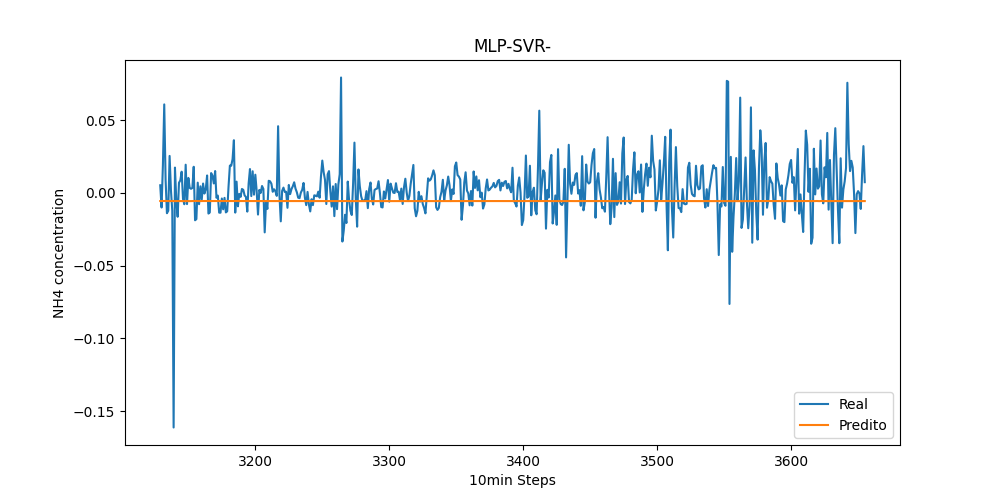 MLP-SVR-
NH4 concentration
0.05
0.00
−0.05
−0.10
−0.15
3200
3300
3400
3500
3600
10min Steps
Real
Predito